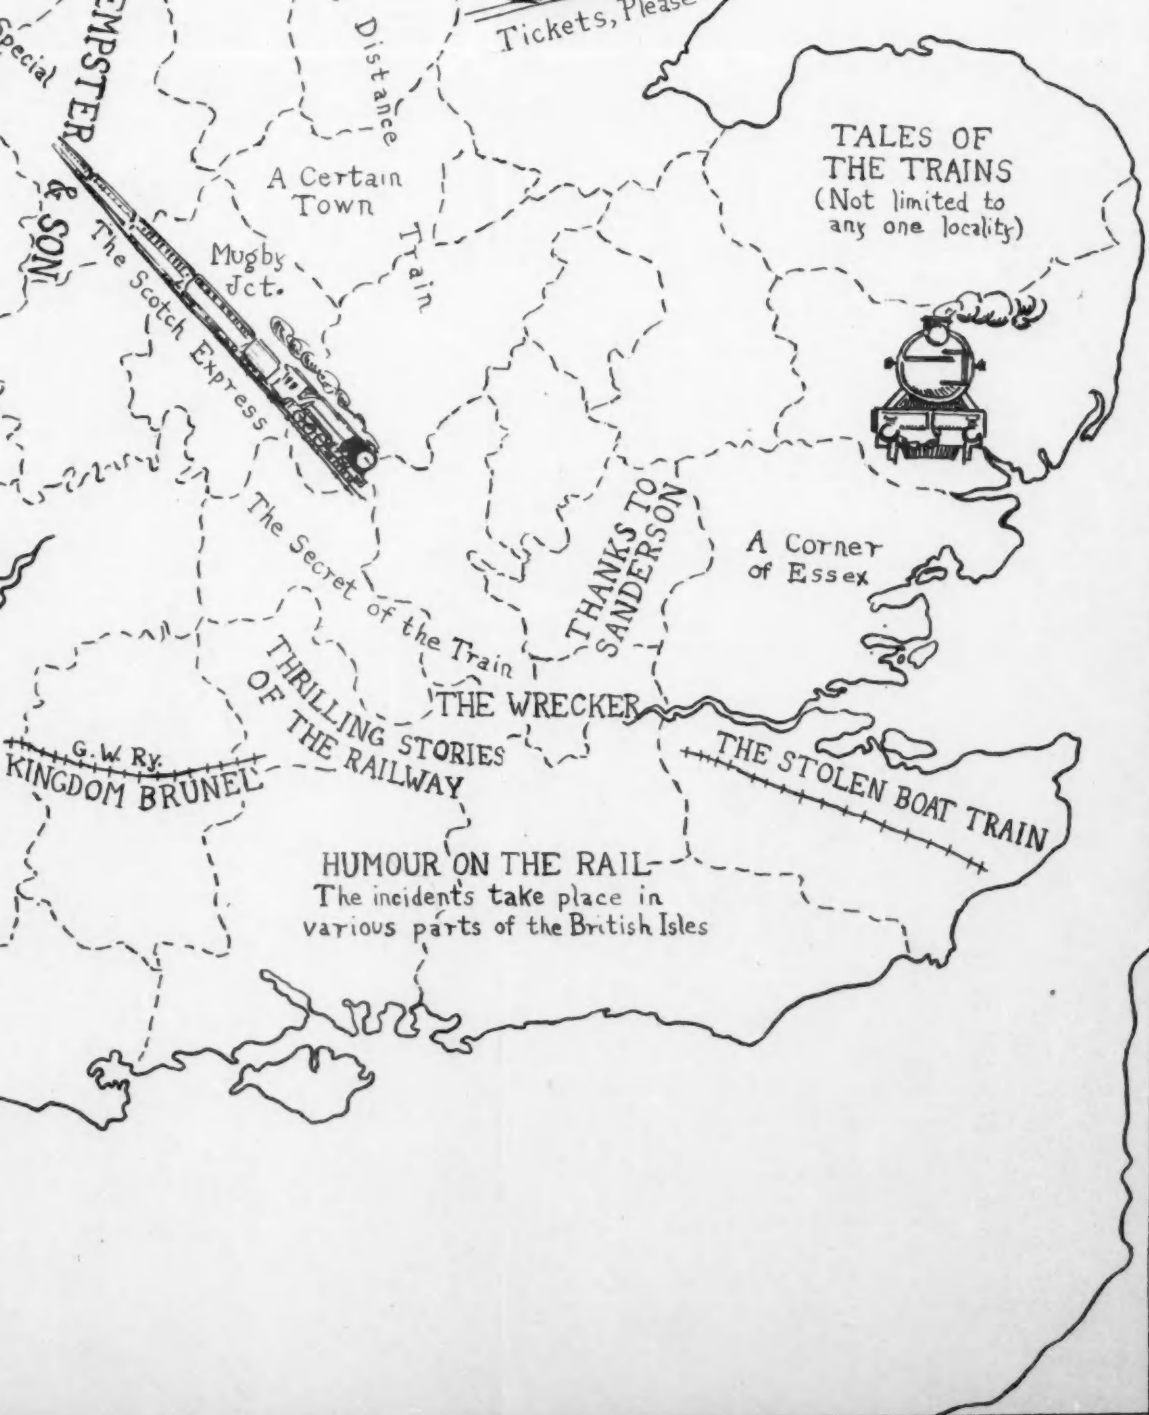 Special
EMPSTER
& SON
Distance
Tickets, Please
TALES OF
THE TRAINS
(Not limited to
any one locality)
A Certain
Town
Train
Mugby
Jct.
The Scotch Express
The Secret of the Train
THANKS TO
SANDERSON
A Corner
of Essex
THRILLING STORIES
OF THE RAILWAY
THE WRECKER
G.W. Ry.
KINGDOM BRUNEL
THE STOLEN BOAT TRAIN
HUMOUR ON THE RAIL
The incidents take place in
various parts of the British Isles